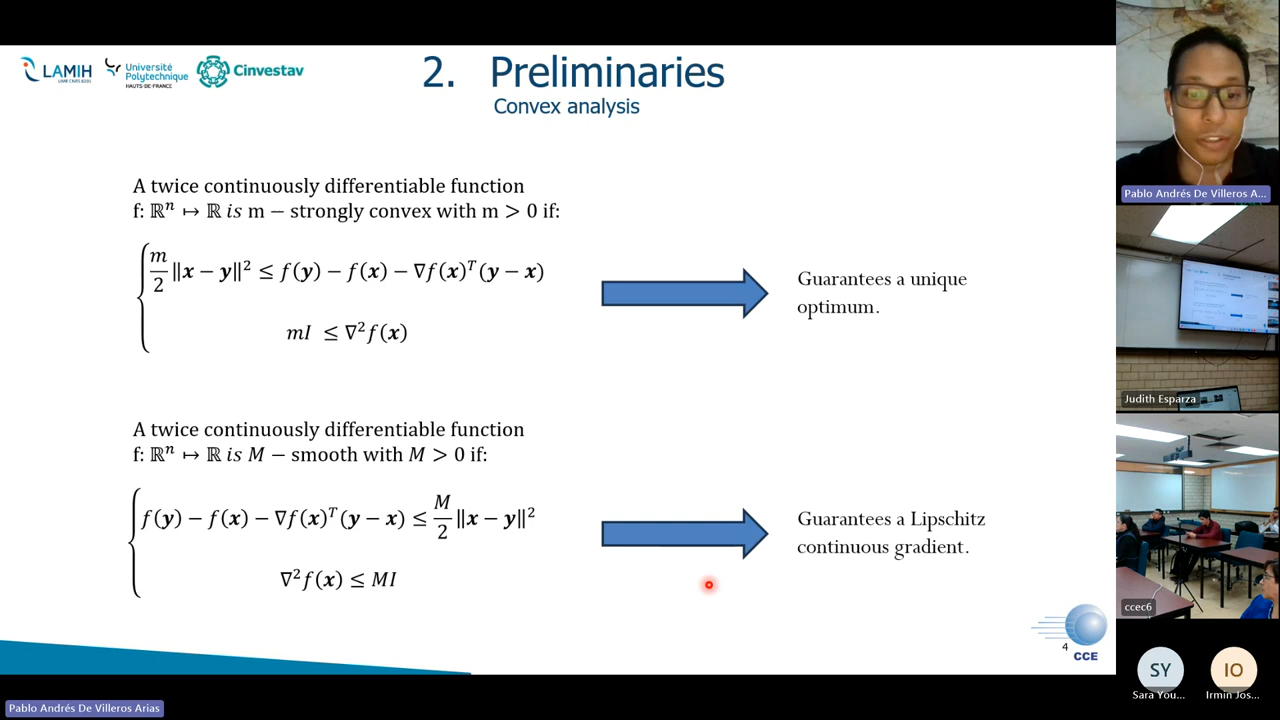 LAMIH
UMR CNRS 8201
Université
Polytechnique
HAUTS-DE-FRANCE
Cinvestav
2. Preliminaries
Convex analysis
A twice continuously differentiable function
f: ℝⁿ ↦ ℝ is m − strongly convex with m > 0 if:
m/2 ‖x − y‖² ≤ f(y) − f(x) − ∇f(x)ᵀ(y − x)
mI ≤ ∇²f(x)
Guarantees a unique
optimum.
A twice continuously differentiable function
f: ℝⁿ ↦ ℝ is M − smooth with M > 0 if:
f(y) − f(x) − ∇f(x)ᵀ(y − x) ≤ M/2 ‖x − y‖²
∇²f(x) ≤ MI
Guarantees a Lipschitz
continuous gradient.
4
CCE
Pablo Andrés De Villeros Arias
Pablo Andrés De Villeros A...
Judith Esparza
ccec6
SY
Sara You...
IO
Irmin Jos...